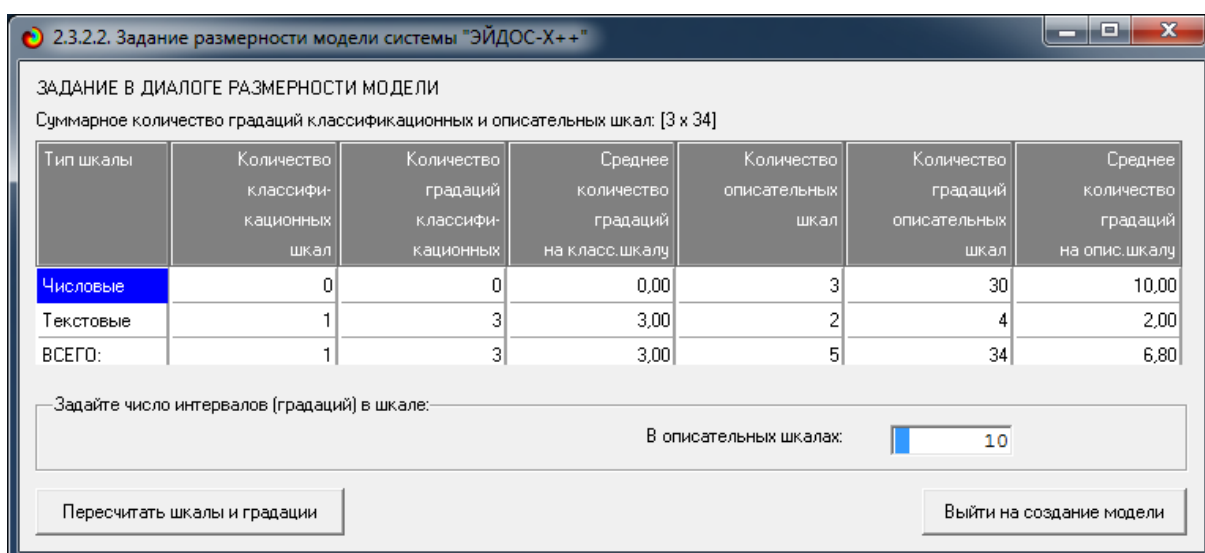 2.3.2.2. Задание размерности модели системы "ЭЙДОС-X++"
ЗАДАНИЕ В ДИАЛОГЕ РАЗМЕРНОСТИ МОДЕЛИ
Суммарное количество градаций классификационных и описательных шкал: [3 x 34]
Тип шкалы Количество Количество Среднее Количество Количество Среднее
классифи- градаций количество описательных градаций количество
кационных классифи- градаций шкал описательных градаций
шкал кационных на класс.шкалу шкал на опис.шкалу
Числовые 0 0 0,00 3 30 10,00
Текстовые 1 3 3,00 2 4 2,00
ВСЕГО: 1 3 3,00 5 34 6,80
Задайте число интервалов (градаций) в шкале:
В описательных шкалах: 10
Пересчитать шкалы и градации Выйти на создание модели